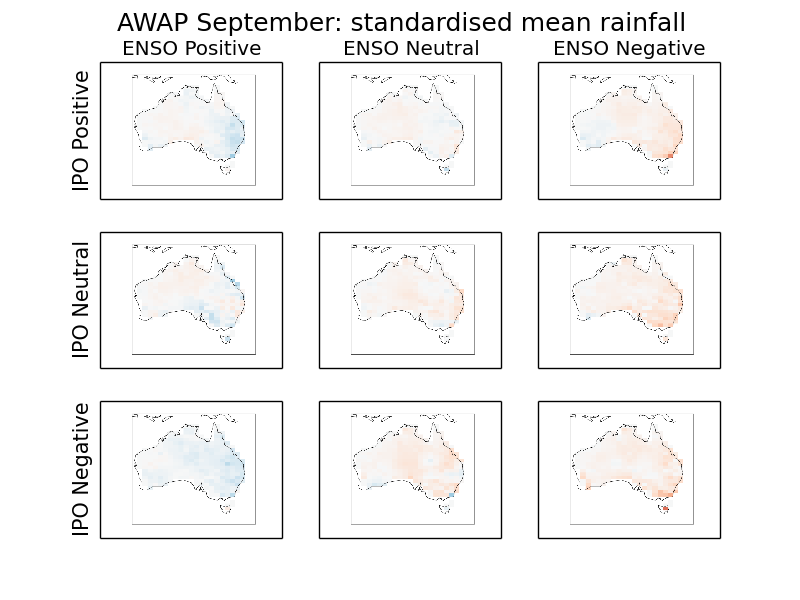 AWAP September: standardised mean rainfall
ENSO Positive
ENSO Neutral
ENSO Negative
IPO Positive
IPO Neutral
IPO Negative